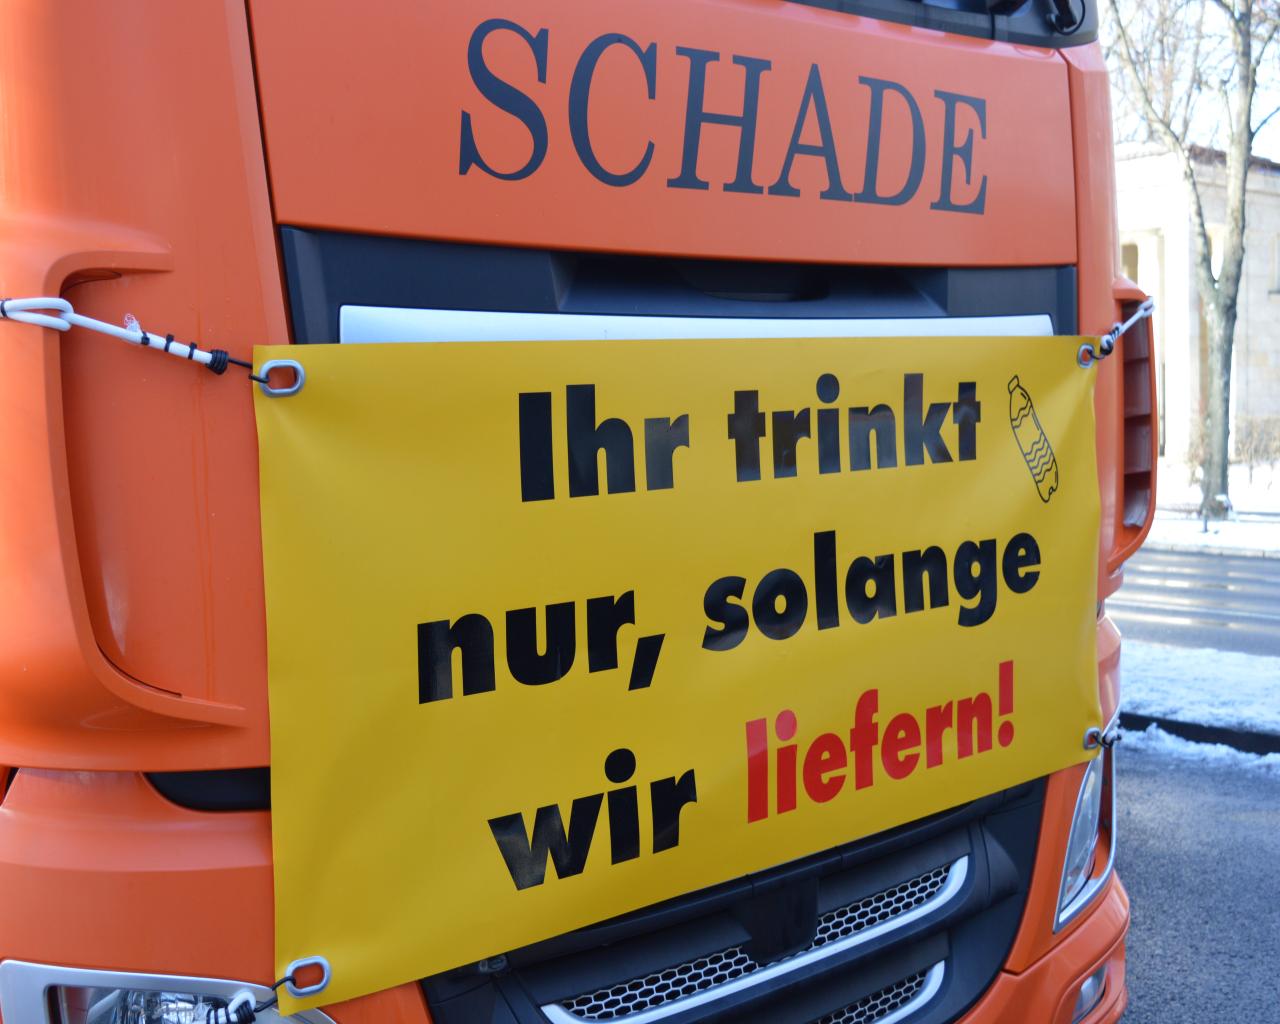 SCHADE
Ihr trinkt
nur, solange
wir liefern!